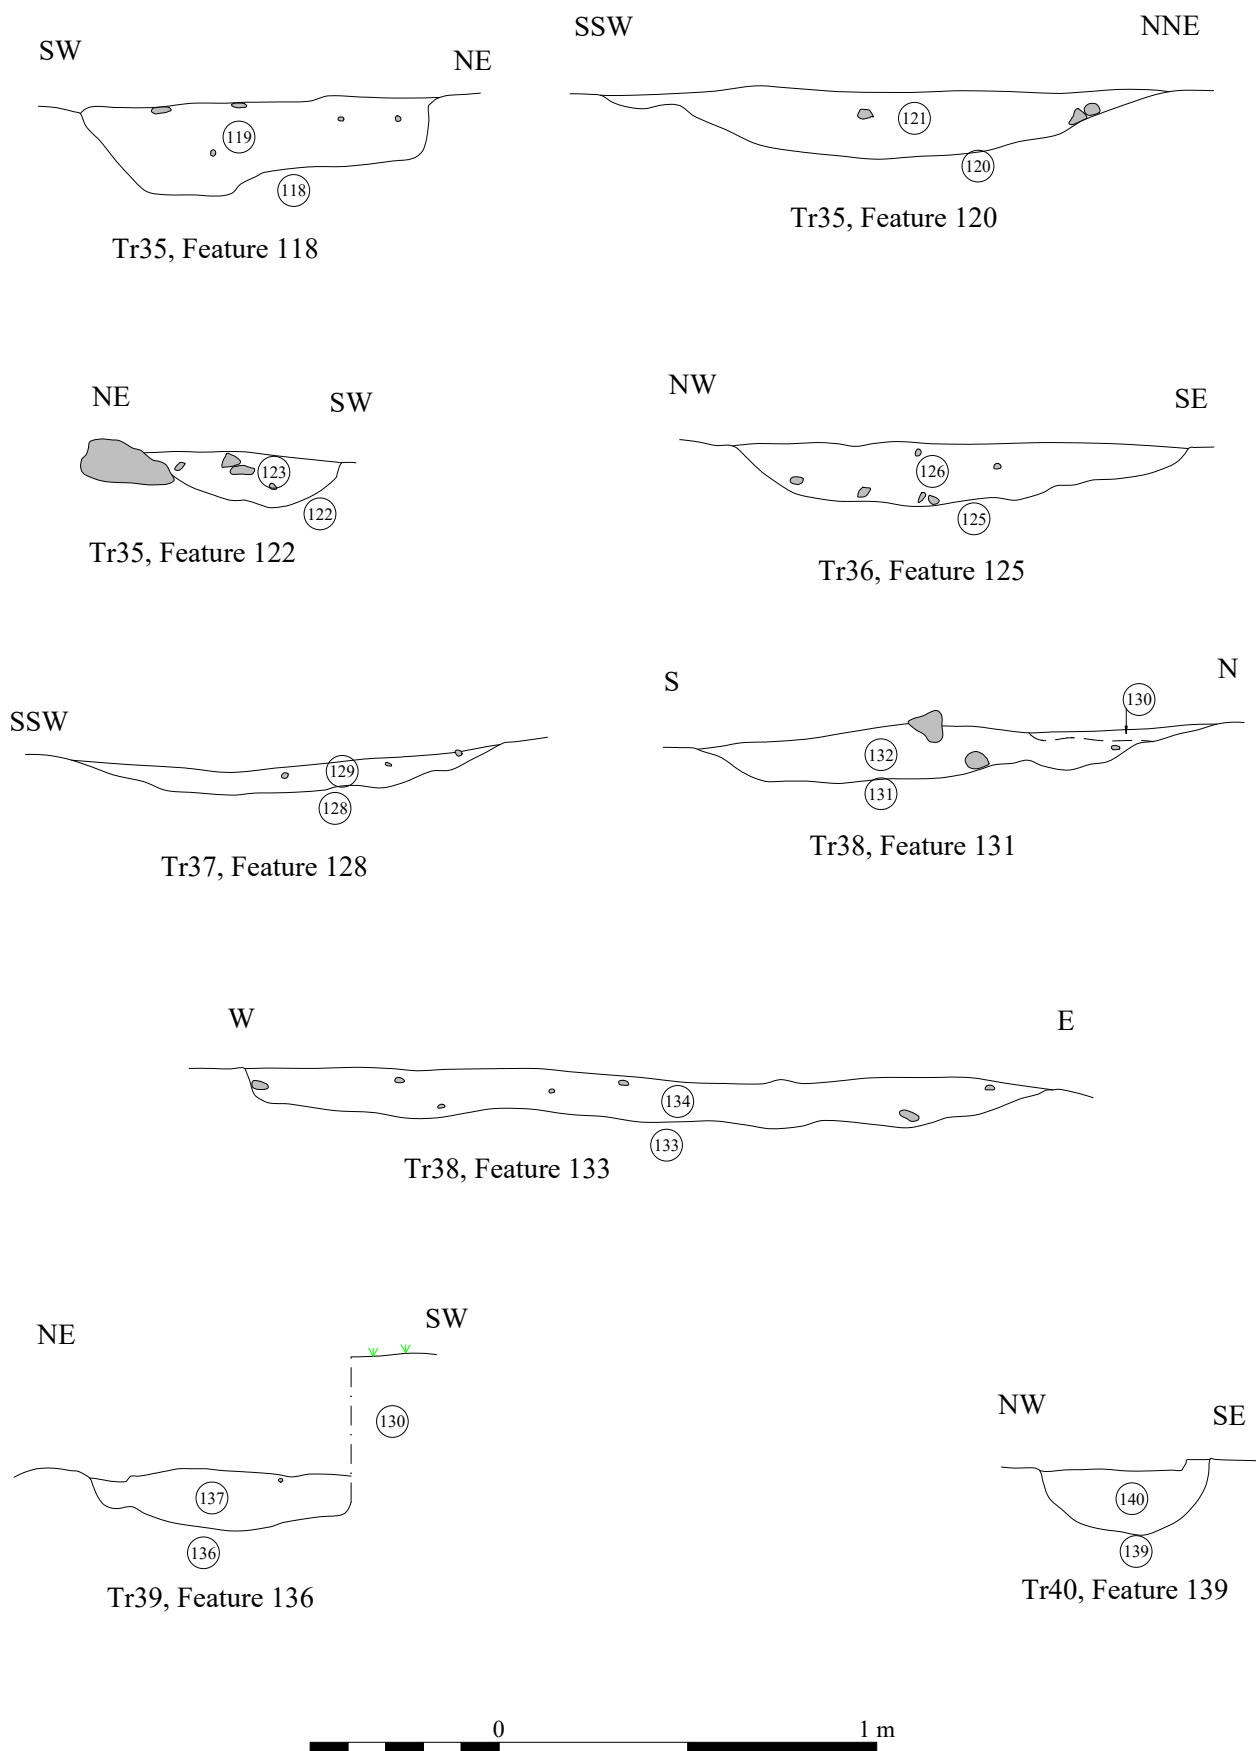 SW
NE
119
118
Tr35, Feature 118
SSW
NNE
121
120
Tr35, Feature 120
NE
SW
123
122
Tr35, Feature 122
NW
SE
126
125
Tr36, Feature 125
SSW
129
128
Tr37, Feature 128
S
N
130
132
131
Tr38, Feature 131
W
E
134
133
Tr38, Feature 133
NE
SW
130
137
136
Tr39, Feature 136
NW
SE
140
139
Tr40, Feature 139
0
1 m